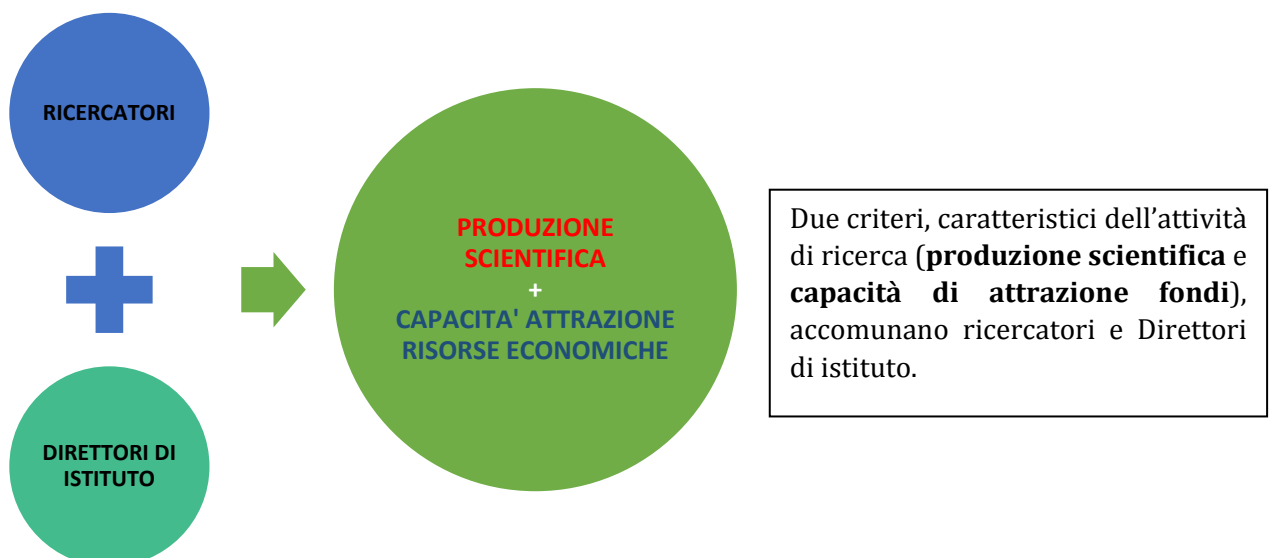 RICERCATORI
DIRETTORI DI
ISTITUTO
PRODUZIONE
SCIENTIFICA
+
CAPACITA' ATTRAZIONE
RISORSE ECONOMICHE
Due criteri, caratteristici dell’attività
di ricerca (produzione scientifica e
capacità di attrazione fondi),
accomunano ricercatori e Direttori
di istituto.